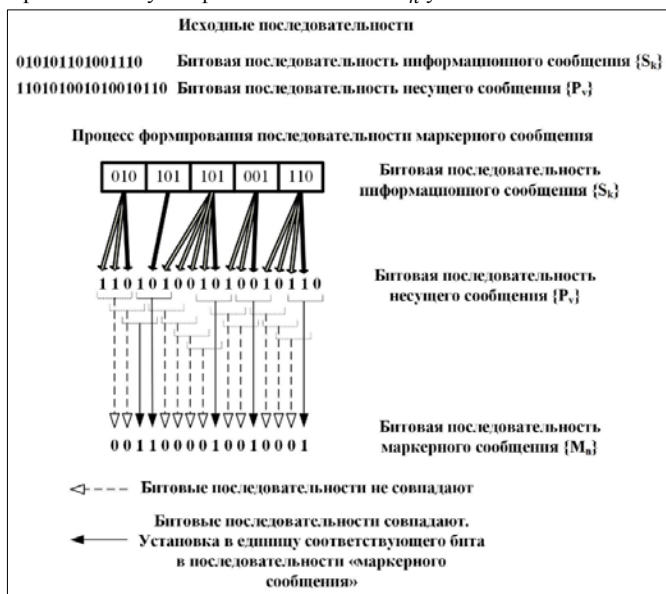 Исходные последовательности
010101101001110 Битовая последовательность информационного сообщения {Sk}
110101001010010110 Битовая последовательность несущего сообщения {Pv}
Процесс формирования последовательности маркерного сообщения
010 101 101 001 110
Битовая последовательность
информационного сообщения {Sk}
1 1 0 1 0 1 0 0 1 0 1 0 0 1 0 1 1 0
Битовая последовательность
несущего сообщения {Pv}
0 0 1 1 0 0 0 0 1 0 0 1 0 0 0 1
Битовая последовательность
маркерного сообщения {Mn}
Битовые последовательности не совпадают
Битовые последовательности совпадают.
Установка в единицу соответствующего бита
в последовательности «маркерного
сообщения»